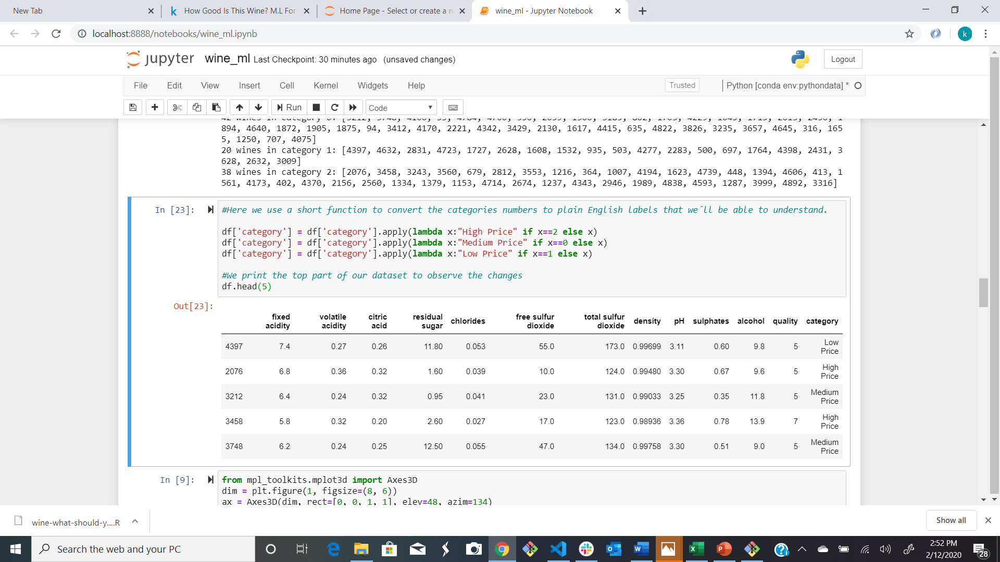 New Tab
How Good Is This Wine? M.L For
Home Page - Select or create a n
wine_ml - Jupyter Notebook
localhost:8888/notebooks/wine_ml.ipynb
k
jupyter wine_ml Last Checkpoint: 30 minutes ago (unsaved changes)
Logout
File Edit View Insert Cell Kernel Widgets Help
Trusted
Python [conda env:pythondata] *
Run
Code
894, 4640, 1872, 1905, 1875, 94, 3412, 4170, 2221, 4342, 3429, 2130, 1617, 4415, 635, 4822, 3826, 3235, 3657, 4645, 316, 165
5, 1250, 707, 4075]
20 wines in category 1: [4397, 4632, 2831, 4723, 1727, 2628, 1608, 1532, 935, 503, 4277, 2283, 500, 697, 1764, 4398, 2431, 3
628, 2632, 3009]
38 wines in category 2: [2076, 3458, 3243, 3560, 679, 2812, 3553, 1216, 364, 1007, 4194, 1623, 4739, 448, 1394, 4606, 413, 1
561, 4173, 402, 4370, 2156, 2560, 1334, 1379, 1153, 4714, 2674, 1237, 4343, 2946, 1989, 4838, 4593, 1287, 3999, 4892, 3316]
In [23]:
#Here we use a short function to convert the categories numbers to plain English labels that we´ll be able to understand.
df['category'] = df['category'].apply(lambda x:"High Price" if x==2 else x)
df['category'] = df['category'].apply(lambda x:"Medium Price" if x==0 else x)
df['category'] = df['category'].apply(lambda x:"Low Price" if x==1 else x)
#We print the top part of our dataset to observe the changes
df.head(5)
Out[23]:
fixed acidity volatile acidity citric acid residual sugar chlorides free sulfur dioxide total sulfur dioxide density pH sulphates alcohol quality category
4397 7.4 0.27 0.26 11.80 0.053 55.0 173.0 0.99699 3.11 0.60 9.8 5 Low Price
2076 6.8 0.36 0.32 1.60 0.039 10.0 124.0 0.99480 3.30 0.67 9.6 5 High Price
3212 6.4 0.24 0.32 0.95 0.041 23.0 131.0 0.99033 3.25 0.35 11.8 5 Medium Price
3458 5.8 0.32 0.20 2.60 0.027 17.0 123.0 0.98936 3.36 0.78 13.9 7 High Price
3748 6.2 0.24 0.25 12.50 0.055 47.0 134.0 0.99758 3.30 0.51 9.0 5 Medium Price
In [9]:
from mpl_toolkits.mplot3d import Axes3D
dim = plt.figure(1, figsize=(8, 6))
ax = Axes3D(dim, rect=[0, 0, 1, 1], elev=48, azim=134)
wine-what-should-y....R
Show all
Search the web and your PC
2:52 PM
2/12/2020
28